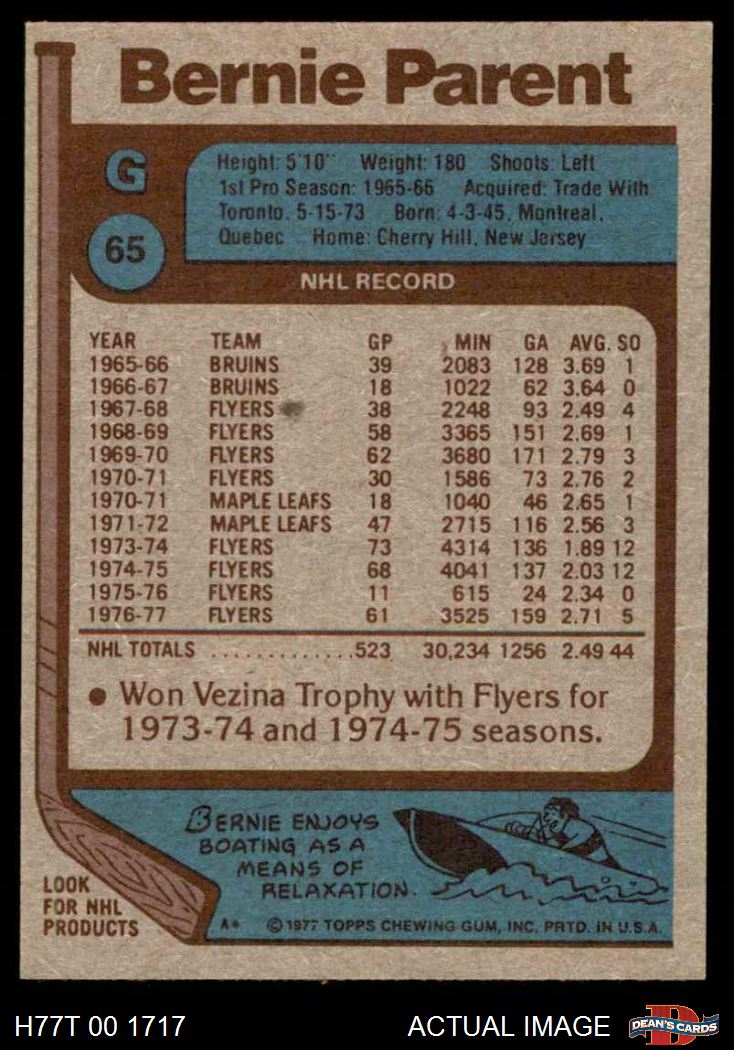 Bernie Parent
G
65
Height: 5'10" Weight: 180 Shoots: Left
1st Pro Season: 1965-66 Acquired: Trade With
Toronto, 5-15-73 Born: 4-3-45, Montreal,
Quebec Home: Cherry Hill, New Jersey
NHL RECORD
YEAR TEAM GP MIN GA AVG. SO
1965-66 BRUINS 39 2083 128 3.69 1
1966-67 BRUINS 18 1022 62 3.64 0
1967-68 FLYERS 38 2248 93 2.49 4
1968-69 FLYERS 58 3365 151 2.69 1
1969-70 FLYERS 62 3680 171 2.79 3
1970-71 FLYERS 30 1586 73 2.76 2
1970-71 MAPLE LEAFS 18 1040 46 2.65 1
1971-72 MAPLE LEAFS 47 2715 116 2.56 3
1973-74 FLYERS 73 4314 136 1.89 12
1974-75 FLYERS 68 4041 137 2.03 12
1975-76 FLYERS 11 615 24 2.34 0
1976-77 FLYERS 61 3525 159 2.71 5
NHL TOTALS .............523 30,234 1256 2.49 44
● Won Vezina Trophy with Flyers for
1973-74 and 1974-75 seasons.
BERNIE ENJOYS
BOATING AS A
MEANS OF
RELAXATION.
LOOK
FOR NHL
PRODUCTS
A* ©1977 TOPPS CHEWING GUM, INC. PRTD. IN U.S.A.
H77T 00 1717
ACTUAL IMAGE
D
DEAN'S CARDS